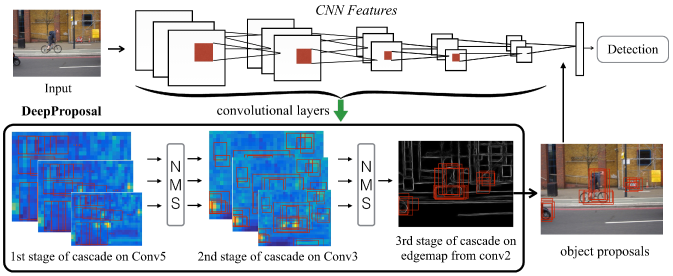 CNN Features
Input
Detection
DeepProposal
convolutional layers
N
M
S
N
M
S
1st stage of cascade on Conv5
2nd stage of cascade on Conv3
3rd stage of cascade on
edgemap from conv2
object proposals